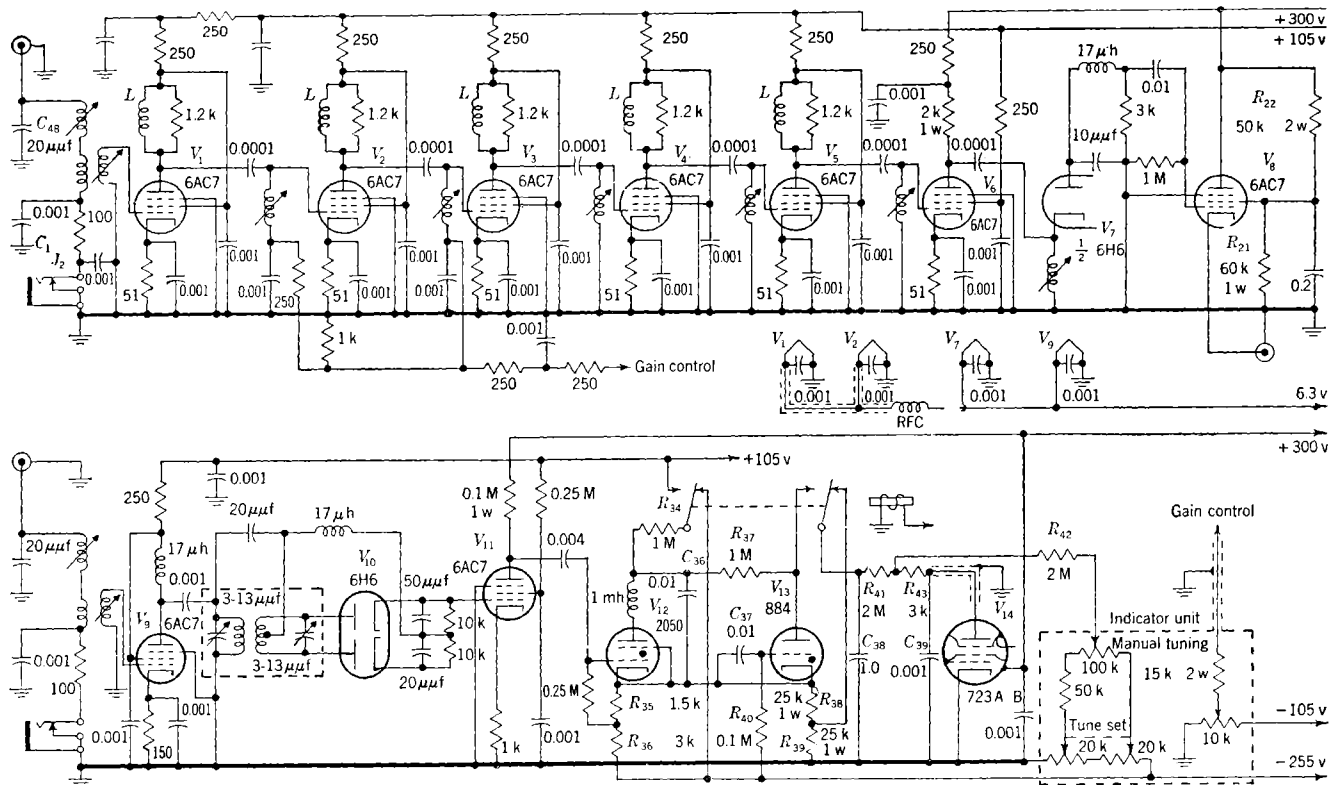 250
250
250
250
250
250
250
+300 v
+105 v
17 μh
0.01
0.001
2 k
1 w
250
3 k
R22
50 k
2 w
L
1.2 k
L
1.2 k
L
1.2 k
L
1.2 k
L
1.2 k
C48
20 μμf
V1
0.0001
6AC7
V2
0.0001
6AC7
V3
0.0001
6AC7
V4
0.0001
6AC7
V5
0.0001
6AC7
V6
0.0001
6AC7
10 μμf
1 M
V8
6AC7
V7
½
6H6
R21
60 k
1 w
0.2
0.001
C1
100
J2
0.001
51
0.001
0.001
0.001
250
51
0.001
0.001
0.001
51
0.001
0.001
51
0.001
0.001
51
0.001
0.001
51
0.001
0.001
1 k
0.001
250
250
Gain control
V1
V2
V7
V9
0.001
0.001
0.001
0.001
RFC
6.3 v
+300 v
+105 v
250
0.001
20 μμf
17 μh
0.1 M
1 w
0.25 M
R34
1 M
Gain control
20 μμf
17 μh
0.001
V9
6AC7
3-13 μμf
3-13 μμf
V10
6H6
50 μμf
10 k
10 k
20 μμf
V11
6AC7
0.004
C36
0.01
1 mh
V12
2050
R37
1 M
V13
884
C37
0.01
R41
2 M
R43
3 k
R42
2 M
V14
723 A B
C38
1.0
C39
0.001
0.001
Indicator unit
Manual tuning
100 k
50 k
15 k
2 w
Tune set
20 k
20 k
10 k
−105 v
−255 v
0.001
100
0.001
150
0.001
1 k
0.25 M
0.001
R35
1.5 k
R36
3 k
R40
0.1 M
25 k
1 w
R38
R39
25 k
1 w